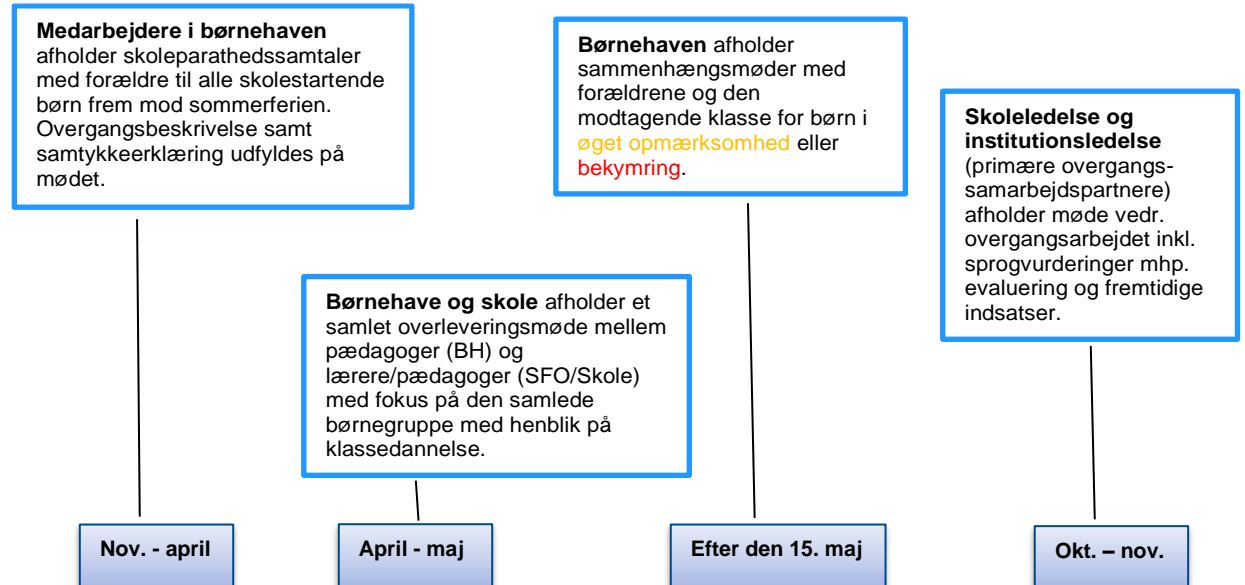 Medarbejdere i børnehaven
afholder skoleparathedssamtaler
med forældre til alle skolestartende
børn frem mod sommerferien.
Overgangsbeskrivelse samt
samtykkeerklæring udfyldes på
mødet.
Børnehave og skole afholder et
samlet overleveringsmøde mellem
pædagoger (BH) og
lærere/pædagoger (SFO/Skole)
med fokus på den samlede
børnegruppe med henblik på
klassedannelse.
Børnehaven afholder
sammenhængsmøder med
forældrene og den
modtagende klasse for børn i
øget opmærksomhed eller
bekymring.
Skoleledelse og
institutionsledelse
(primære overgangs-
samarbejdspartnere)
afholder møde vedr.
overgangsarbejdet inkl.
sprogvurderinger mhp.
evaluering og fremtidige
indsatser.
Nov. - april
April - maj
Efter den 15. maj
Okt. – nov.